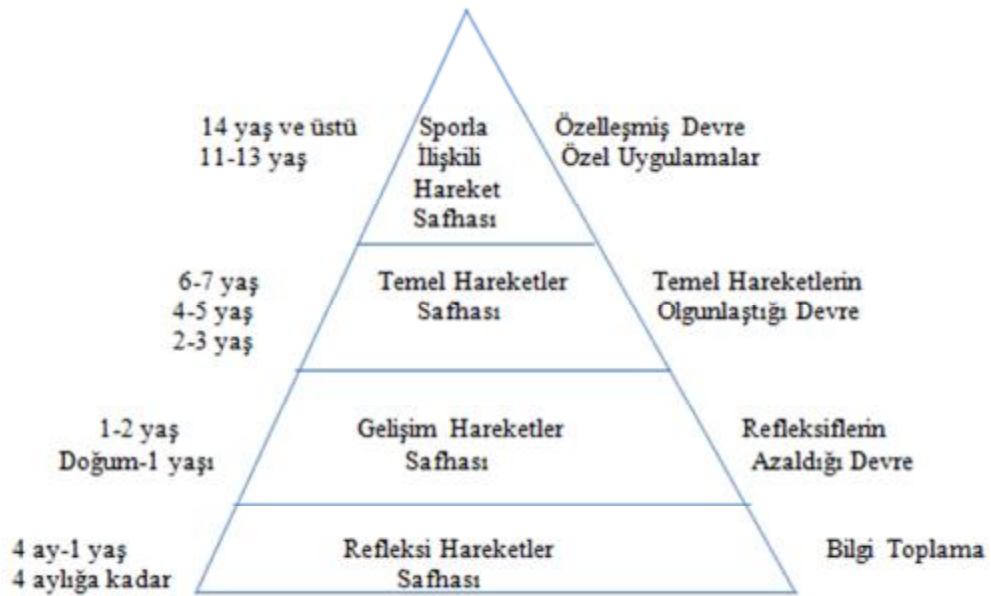 14 yaş ve üstü Sporla Özelleşmiş Devre
11-13 yaş İlişkili Özel Uygulamalar
Hareket
Safhası
6-7 yaş Temel Hareketler Temel Hareketlerin
4-5 yaş Safhası Olgunlaştığı Devre
2-3 yaş
1-2 yaş Gelişim Hareketler Refleksiflerin
Doğum-1 yaşı Safhası Azaldığı Devre
4 ay-1 yaş Refleksi Hareketler Bilgi Toplama
4 aylığa kadar Safhası